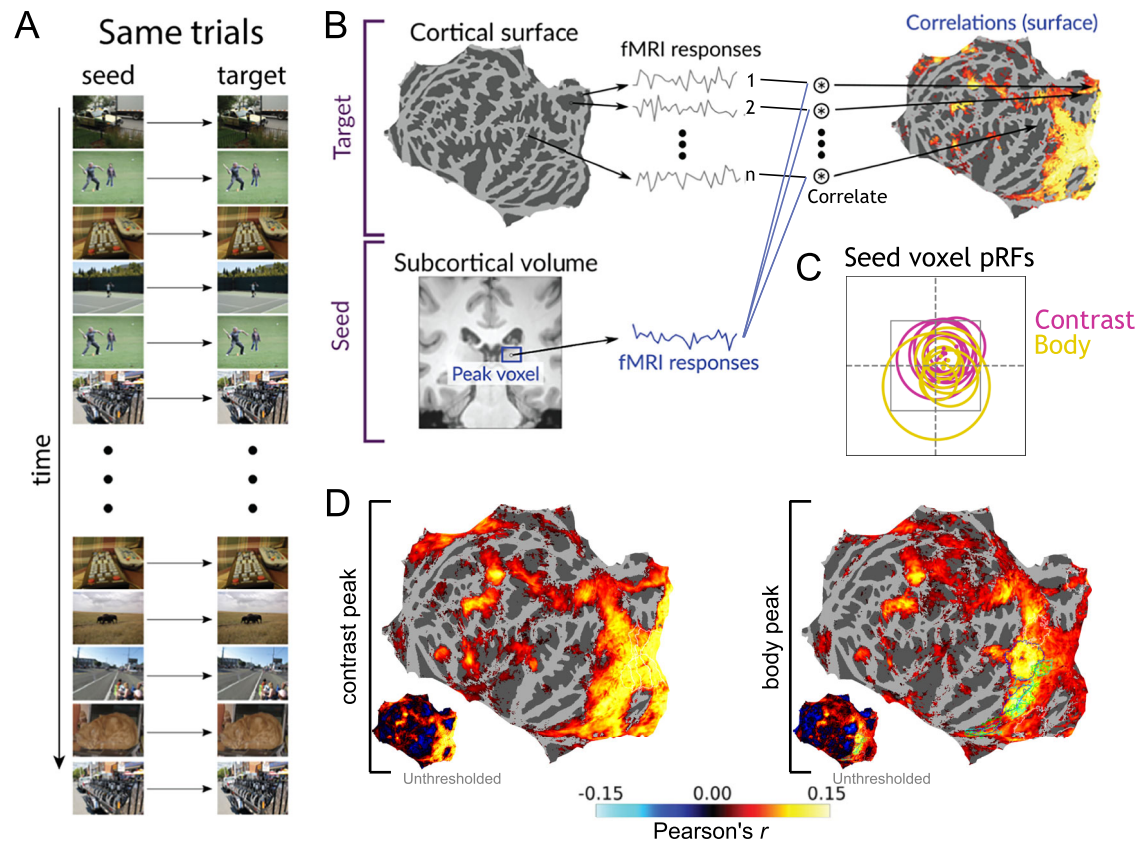 A
Same trials
seed
target
time
B
Target
Cortical surface
fMRI responses
1
2
n
Correlate
Correlations (surface)
Seed
Subcortical volume
Peak voxel
fMRI responses
C
Seed voxel pRFs
Contrast
Body
D
contrast peak
Unthresholded
body peak
Unthresholded
-0.15
0.00
0.15
Pearson's r